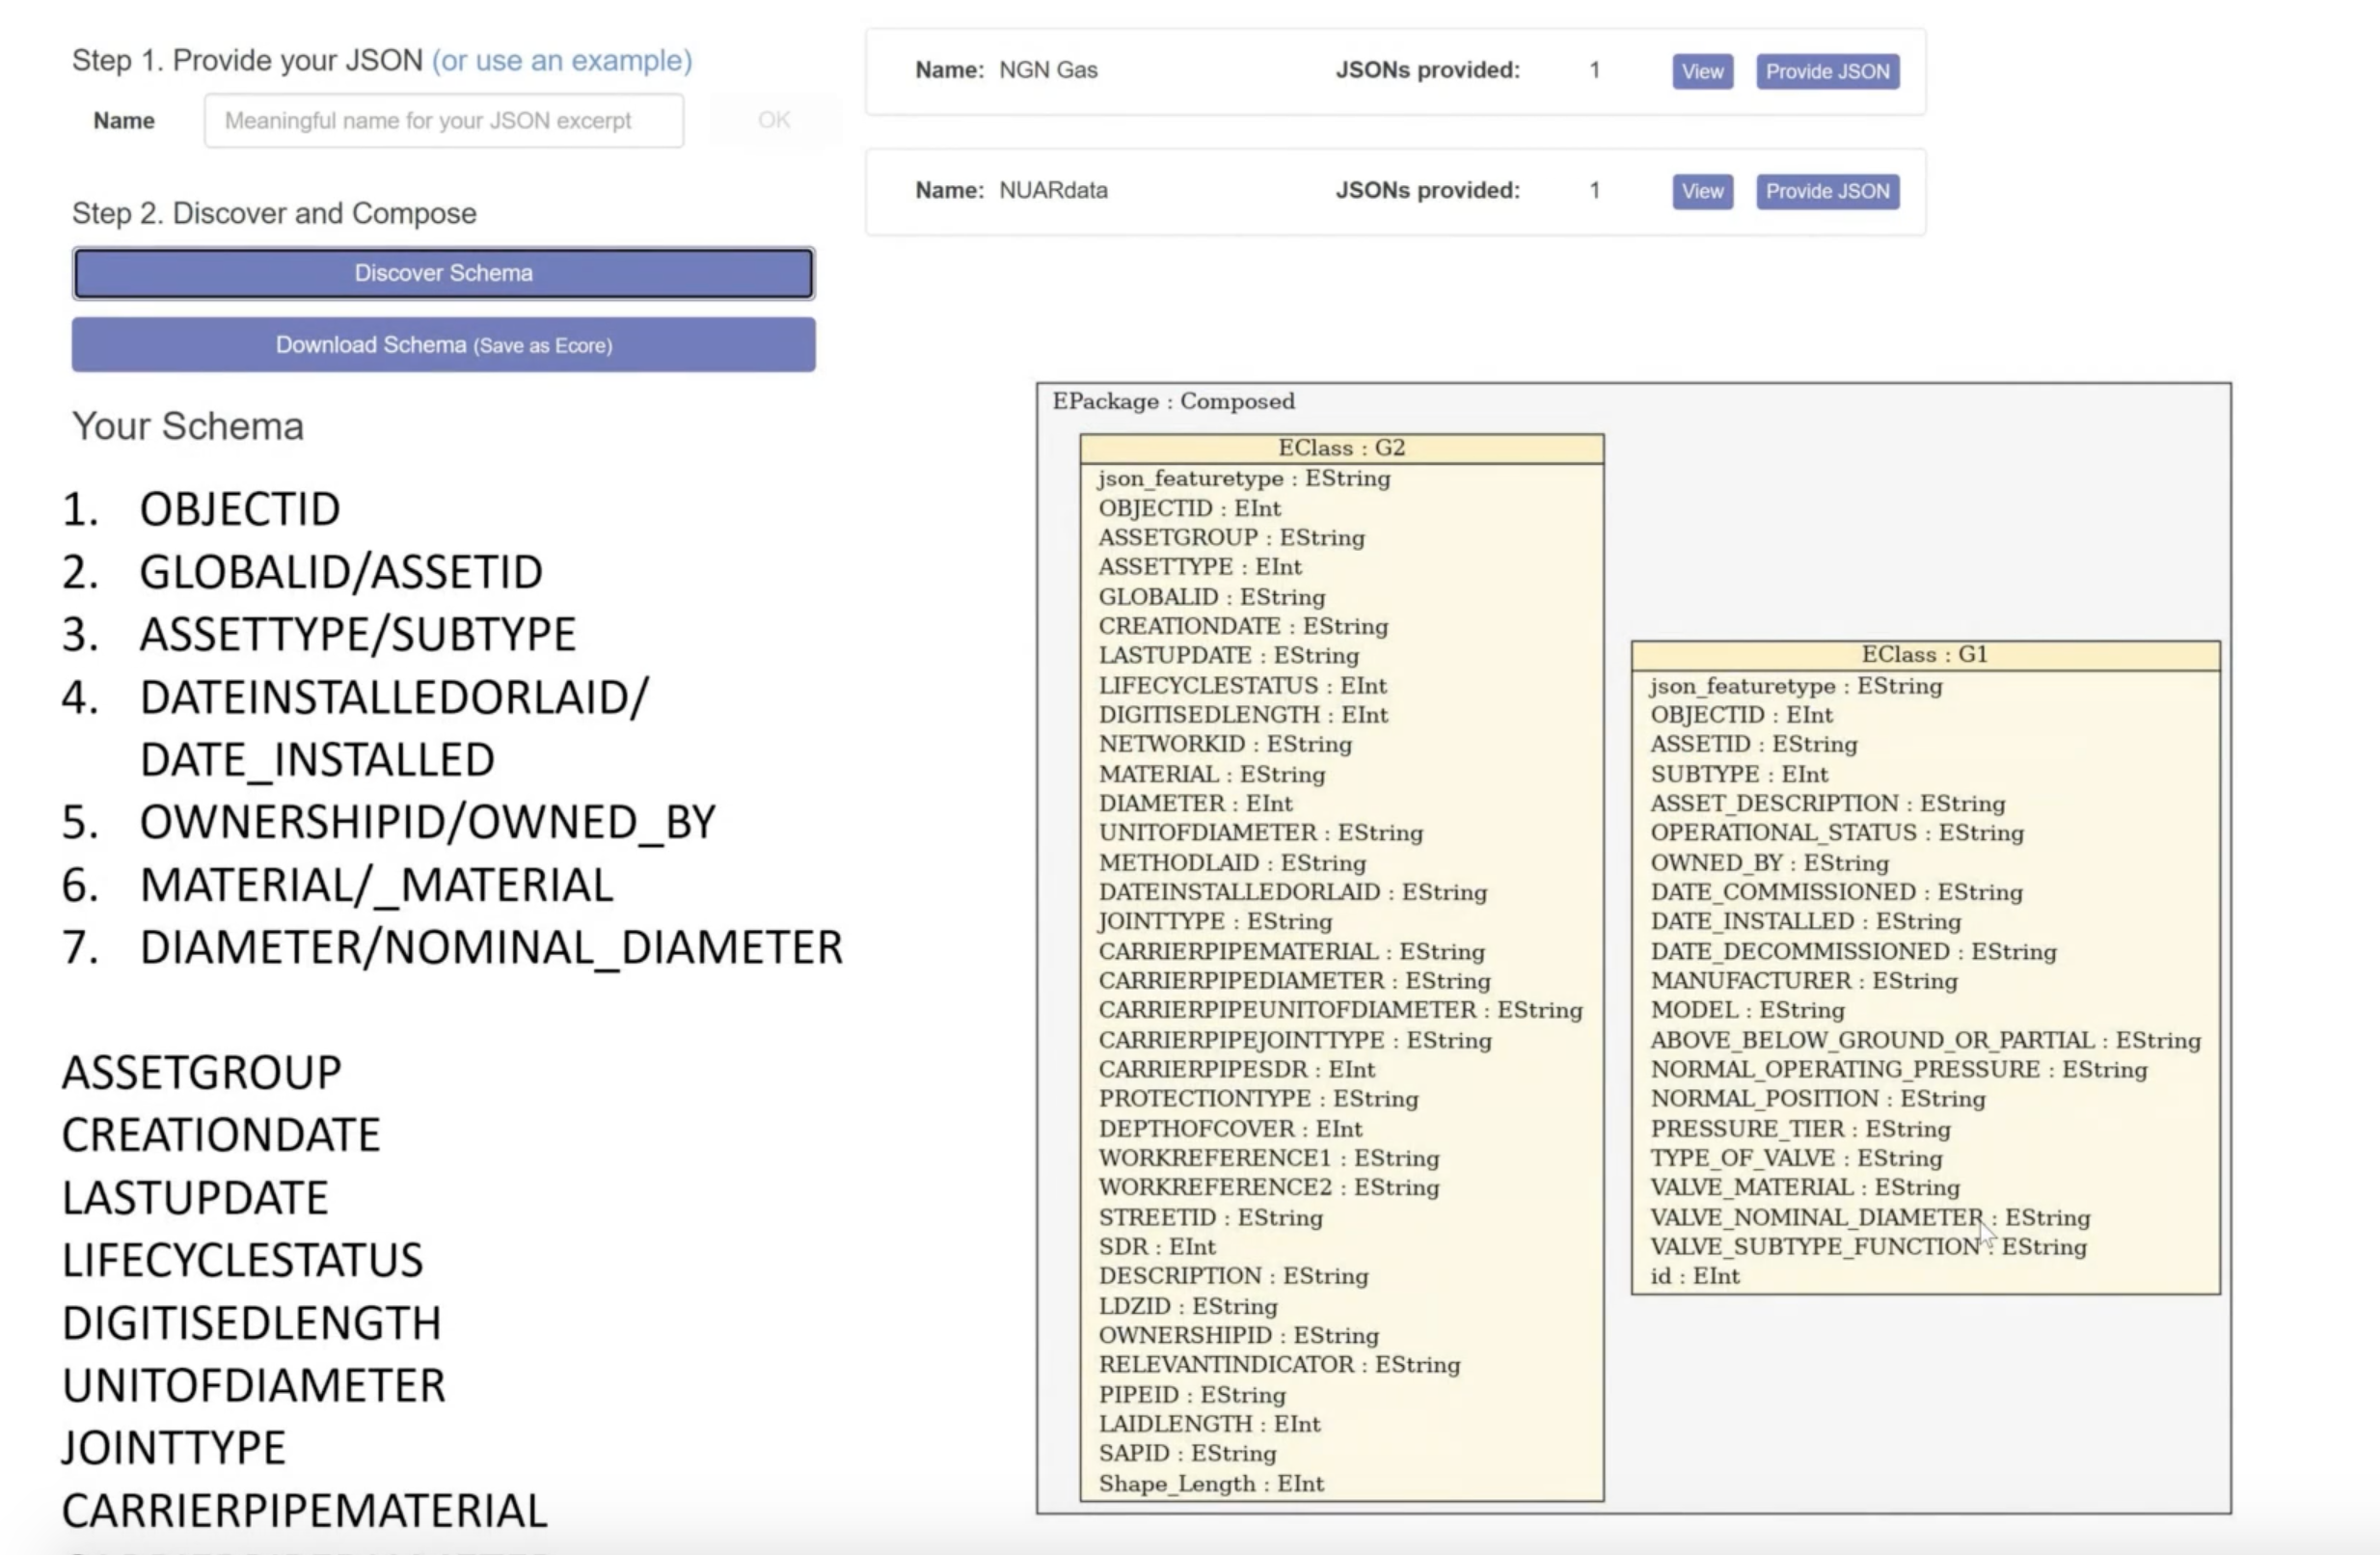 Step 1. Provide your JSON (or use an example)
Name Meaningful name for your JSON excerpt OK
Name: NGN Gas JSONs provided: 1 View Provide JSON
Name: NUARdata JSONs provided: 1 View Provide JSON
Step 2. Discover and Compose
Discover Schema
Download Schema (Save as Ecore)
Your Schema
1. OBJECTID
2. GLOBALID/ASSETID
3. ASSETTYPE/SUBTYPE
4. DATEINSTALLEDORLAID/
DATE_INSTALLED
5. OWNERSHIPID/OWNED_BY
6. MATERIAL/_MATERIAL
7. DIAMETER/NOMINAL_DIAMETER
ASSETGROUP
CREATIONDATE
LASTUPDATE
LIFECYCLESTATUS
DIGITISEDLENGTH
UNITOFDIAMETER
JOINTTYPE
CARRIERPIPEMATERIAL
EPackage : Composed
EClass : G2
json_featuretype : EString
OBJECTID : EInt
ASSETGROUP : EString
ASSETTYPE : EInt
GLOBALID : EString
CREATIONDATE : EString
LASTUPDATE : EString
LIFECYCLESTATUS : EInt
DIGITISEDLENGTH : EInt
NETWORKID : EString
MATERIAL : EString
DIAMETER : EInt
UNITOFDIAMETER : EString
METHODLAID : EString
DATEINSTALLEDORLAID : EString
JOINTTYPE : EString
CARRIERPIPEMATERIAL : EString
CARRIERPIPEDIAMETER : EString
CARRIERPIPEUNITOFDIAMETER : EString
CARRIERPIPEJOINTTYPE : EString
CARRIERPIPESDR : EInt
PROTECTIONTYPE : EString
DEPTHOFCOVER : EInt
WORKREFERENCE1 : EString
WORKREFERENCE2 : EString
STREETID : EString
SDR : EInt
DESCRIPTION : EString
LDZID : EString
OWNERSHIPID : EString
RELEVANTINDICATOR : EString
PIPEID : EString
LAIDLENGTH : EInt
SAPID : EString
Shape_Length : EInt
EClass : G1
json_featuretype : EString
OBJECTID : EInt
ASSETID : EString
SUBTYPE : EInt
ASSET_DESCRIPTION : EString
OPERATIONAL_STATUS : EString
OWNED_BY : EString
DATE_COMMISSIONED : EString
DATE_INSTALLED : EString
DATE_DECOMMISSIONED : EString
MANUFACTURER : EString
MODEL : EString
ABOVE_BELOW_GROUND_OR_PARTIAL : EString
NORMAL_OPERATING_PRESSURE : EString
NORMAL_POSITION : EString
PRESSURE_TIER : EString
TYPE_OF_VALVE : EString
VALVE_MATERIAL : EString
VALVE_NOMINAL_DIAMETER : EString
VALVE_SUBTYPE_FUNCTION : EString
id : EInt